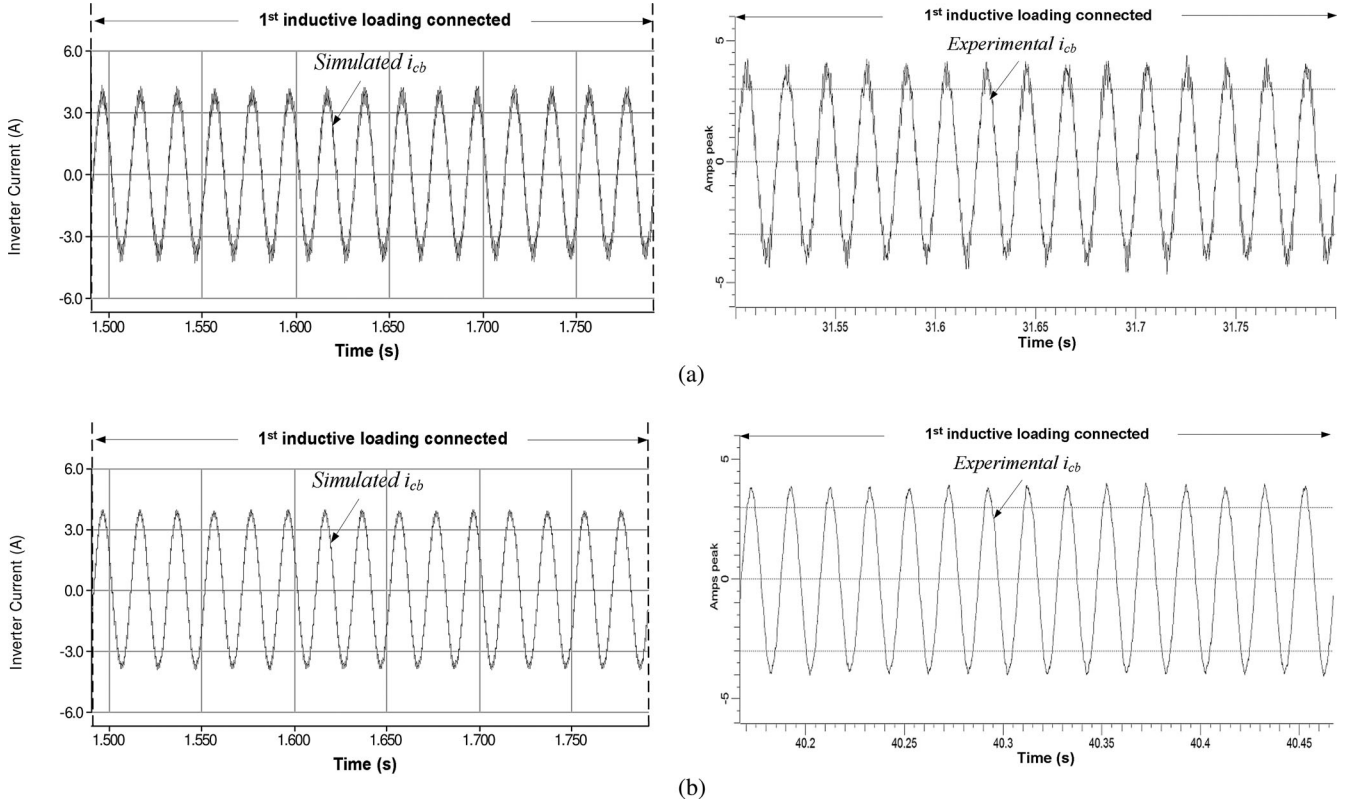 1st inductive loading connected
Simulated icb
Inverter Current (A)
6.0
3.0
0.0
-3.0
-6.0
1.500
1.550
1.600
1.650
1.700
1.750
Time (s)
1st inductive loading connected
Experimental icb
Amps peak
5
0
-5
31.55
31.6
31.65
31.7
31.75
Time (s)
(a)
1st inductive loading connected
Simulated icb
Inverter Current (A)
6.0
3.0
0.0
-3.0
-6.0
1.500
1.550
1.600
1.650
1.700
1.750
Time (s)
1st inductive loading connected
Experimental icb
Amps peak
5
0
-5
40.2
40.25
40.3
40.35
40.4
40.45
Time (s)
(b)